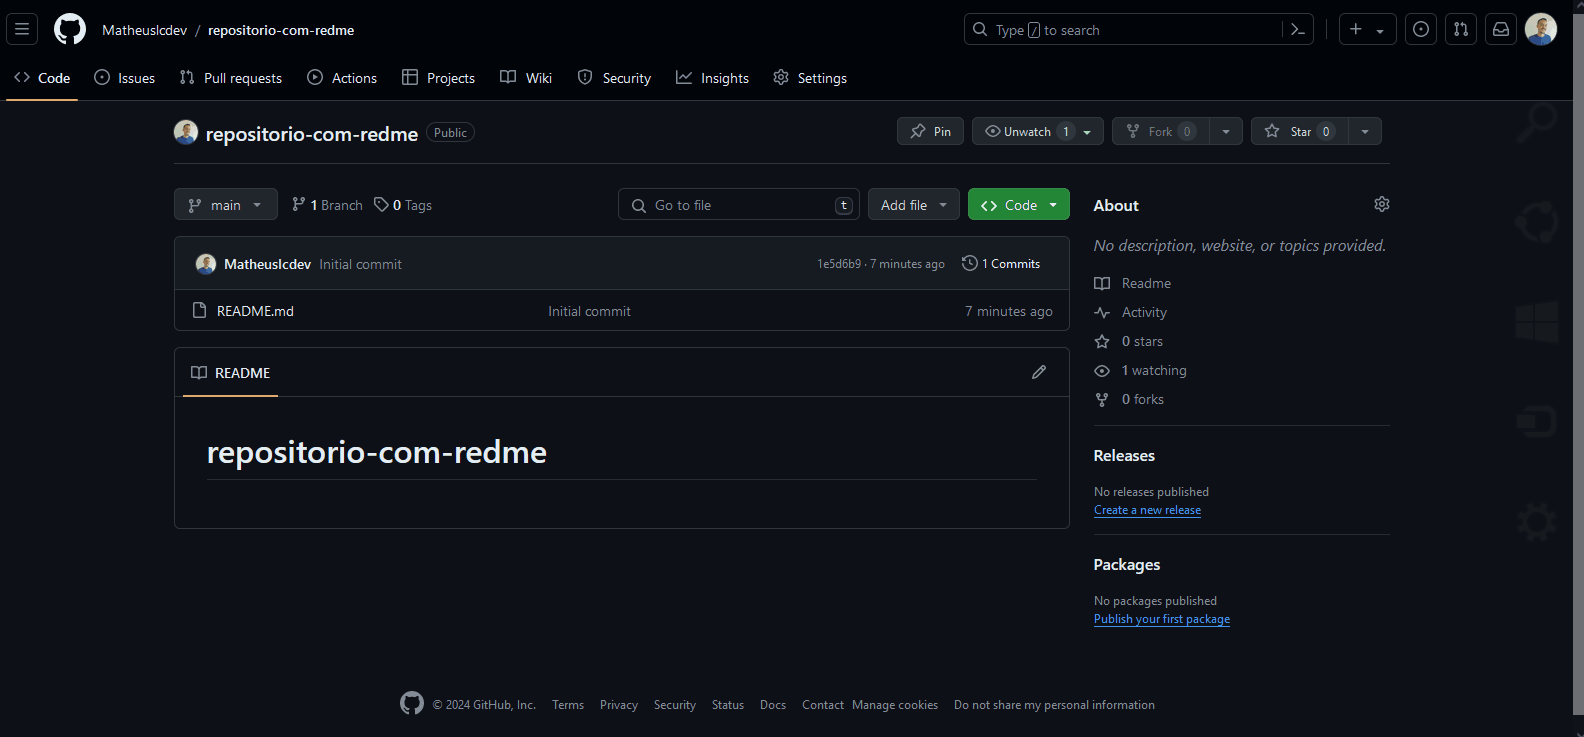 Matheuslcdev / repositorio-com-redme
Type / to search
Code Issues Pull requests Actions Projects Wiki Security Insights Settings
repositorio-com-redme Public
Pin Unwatch 1 Fork 0 Star 0
main 1 Branch 0 Tags Go to file t Add file Code
Matheuslcdev Initial commit 1e5d6b9 · 7 minutes ago 1 Commits
README.md Initial commit 7 minutes ago
README
repositorio-com-redme
About
No description, website, or topics provided.
Readme
Activity
0 stars
1 watching
0 forks
Releases
No releases published
Create a new release
Packages
No packages published
Publish your first package
© 2024 GitHub, Inc. Terms Privacy Security Status Docs Contact Manage cookies Do not share my personal information